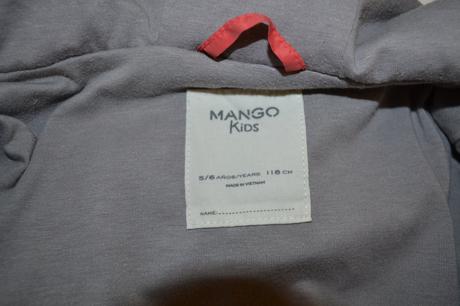 MANGO
KiDS
5/6 AÑOS/YEARS 116 CM
MADE IN VIETNAM
NAME:..............................